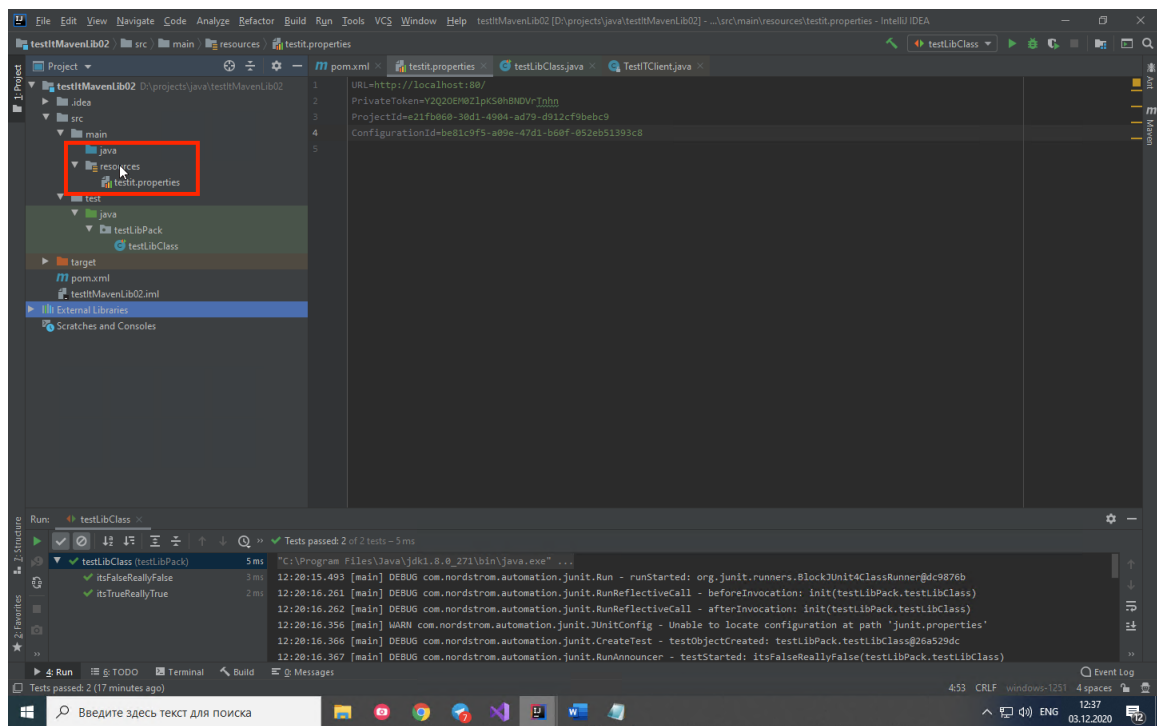 File Edit View Navigate Code Analyze Refactor Build Run Tools VCS Window Help testItMavenLib02 [D:\projects\java\testItMavenLib02] - ...\src\main\resources\testit.properties - IntelliJ IDEA
testItMavenLib02 src main resources testit.properties
testLibClass
Project
pom.xml
testit.properties
testLibClass.java
TestITClient.java
1: Project
testItMavenLib02 D:\projects\java\testItMavenLib02
.idea
src
main
java
resources
testit.properties
test
java
testLibPack
testLibClass
target
pom.xml
testItMavenLib02.iml
External Libraries
Scratches and Consoles
1 URL=http://localhost:80/
2 PrivateToken=Y2Q2OEM0ZlpKS0hBNDVrTnhn
3 ProjectId=e21fb060-30d1-4904-ad79-d912cf9bebc9
4 ConfigurationId=be81c9f5-a09e-47d1-b60f-052eb51393c8
5
Ant
Maven
Run: testLibClass
Tests passed: 2 of 2 tests – 5 ms
testLibClass (testLibPack) 5 ms
itsFalseReallyFalse 3 ms
itsTrueReallyTrue 2 ms
"C:\Program Files\Java\jdk1.8.0_271\bin\java.exe" ...
12:20:15.493 [main] DEBUG com.nordstrom.automation.junit.Run - runStarted: org.junit.runners.BlockJUnit4ClassRunner@dc9876b
12:20:16.261 [main] DEBUG com.nordstrom.automation.junit.RunReflectiveCall - beforeInvocation: init(testLibPack.testLibClass)
12:20:16.262 [main] DEBUG com.nordstrom.automation.junit.RunReflectiveCall - afterInvocation: init(testLibPack.testLibClass)
12:20:16.356 [main] WARN com.nordstrom.automation.junit.JUnitConfig - Unable to locate configuration at path 'junit.properties'
12:20:16.366 [main] DEBUG com.nordstrom.automation.junit.CreateTest - testObjectCreated: testLibPack.testLibClass@26a529dc
12:20:16.367 [main] DEBUG com.nordstrom.automation.junit.RunAnnouncer - testStarted: itsFalseReallyFalse(testLibPack.testLibClass)
7: Structure
2: Favorites
4: Run 6: TODO Terminal Build 0: Messages Event Log
Tests passed: 2 (17 minutes ago) 4:53 CRLF windows-1251 4 spaces
Введите здесь текст для поиска
ENG
12:37
03.12.2020
12